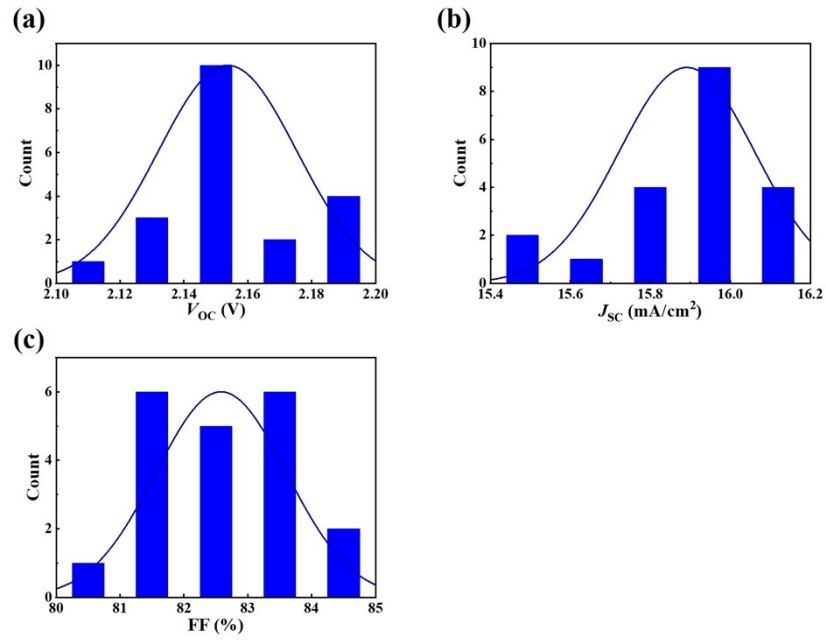 (a)
10
8
6
4
2
0
Count
2.10 2.12 2.14 2.16 2.18 2.20
V_OC (V)
(b)
10
8
6
4
2
0
Count
15.4 15.6 15.8 16.0 16.2
J_SC (mA/cm²)
(c)
6
4
2
0
Count
80 81 82 83 84 85
FF (%)